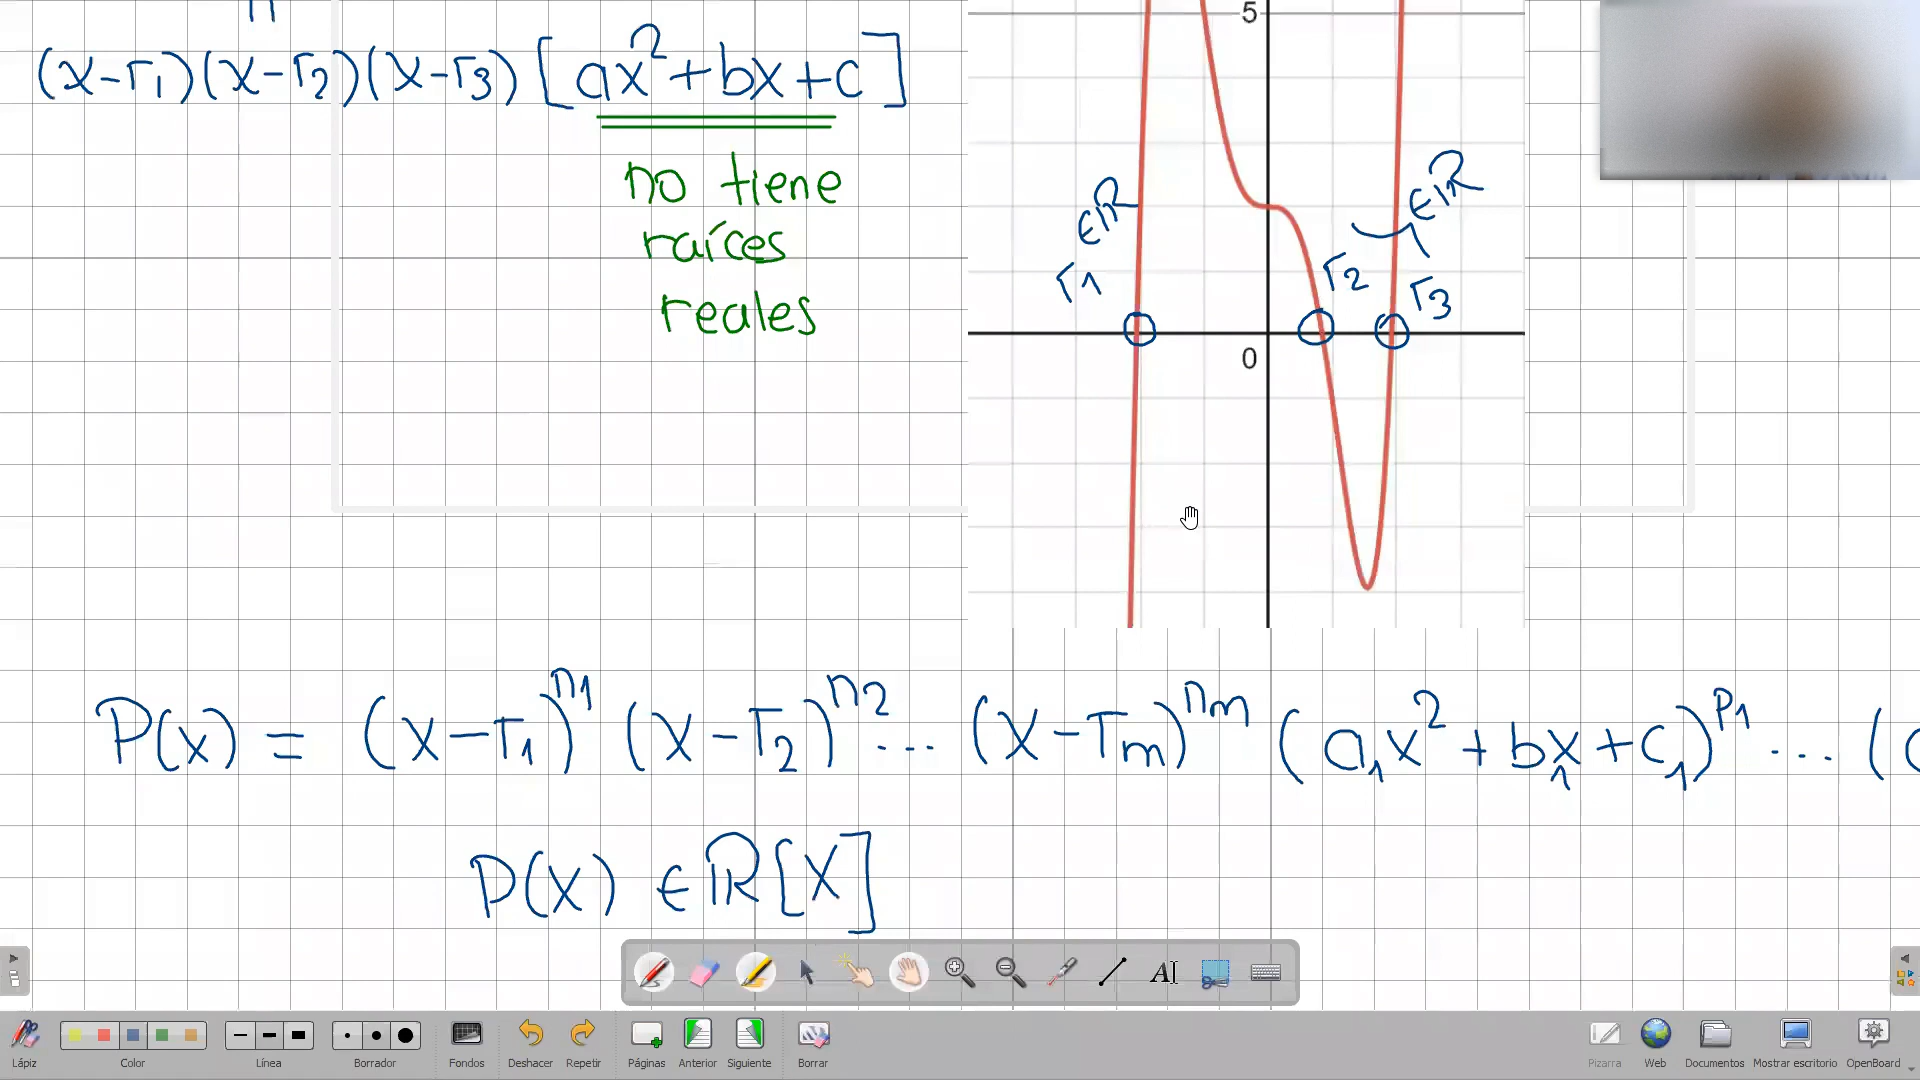 (x-r₁)(x-r₂)(x-r₃)[ax²+bx+c]
no tiene
raíces
reales
5
0
∈ℝ
r₁
r₂
∈ℝ
r₃
P(x) = (x-r₁)^n₁ (x-r₂)^n₂ ... (x-rₘ)^nₘ (a₁x²+b₁x+c₁)^p₁ ... (
P(x) ∈ℝ[x]
Lápiz
Color
Línea
Borrador
Fondos
Deshacer
Repetir
Páginas
Anterior
Siguiente
Borrar
Pizarra
Web
Documentos
Mostrar escritorio
OpenBoard